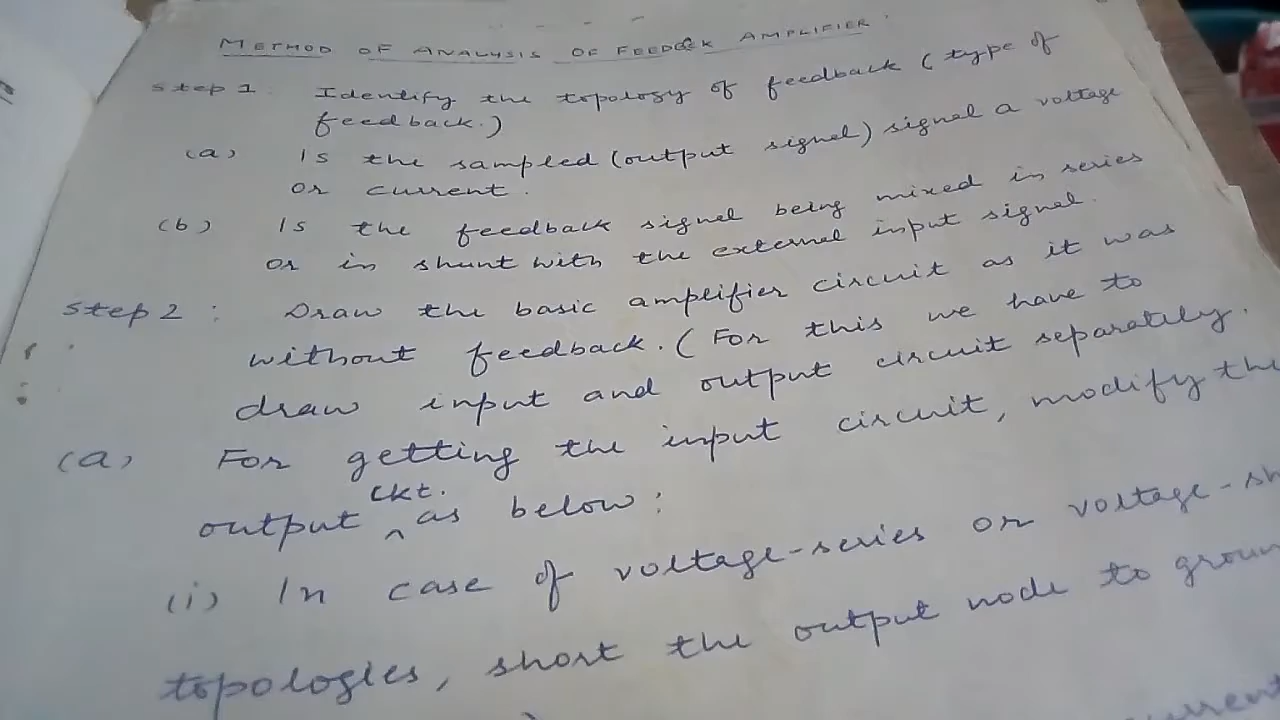 METHOD OF ANALYSIS OF FEEDBCK AMPLIFIER.
Step 1 Identify the topology of feedback (type of
feedback.)
(a) Is the sampled (output signal) signal a voltage
or current.
(b) Is the feedback signal being mixed in series
or in shunt with the external input signal.
Step 2 : Draw the basic amplifier circuit as it was
without feedback. (For this we have to
draw input and output circuit separately.
(a) For getting the input circuit, modify the
output ckt. as below :
(i) In case of voltage-series or voltage-sh
topologies, short the output node to groun